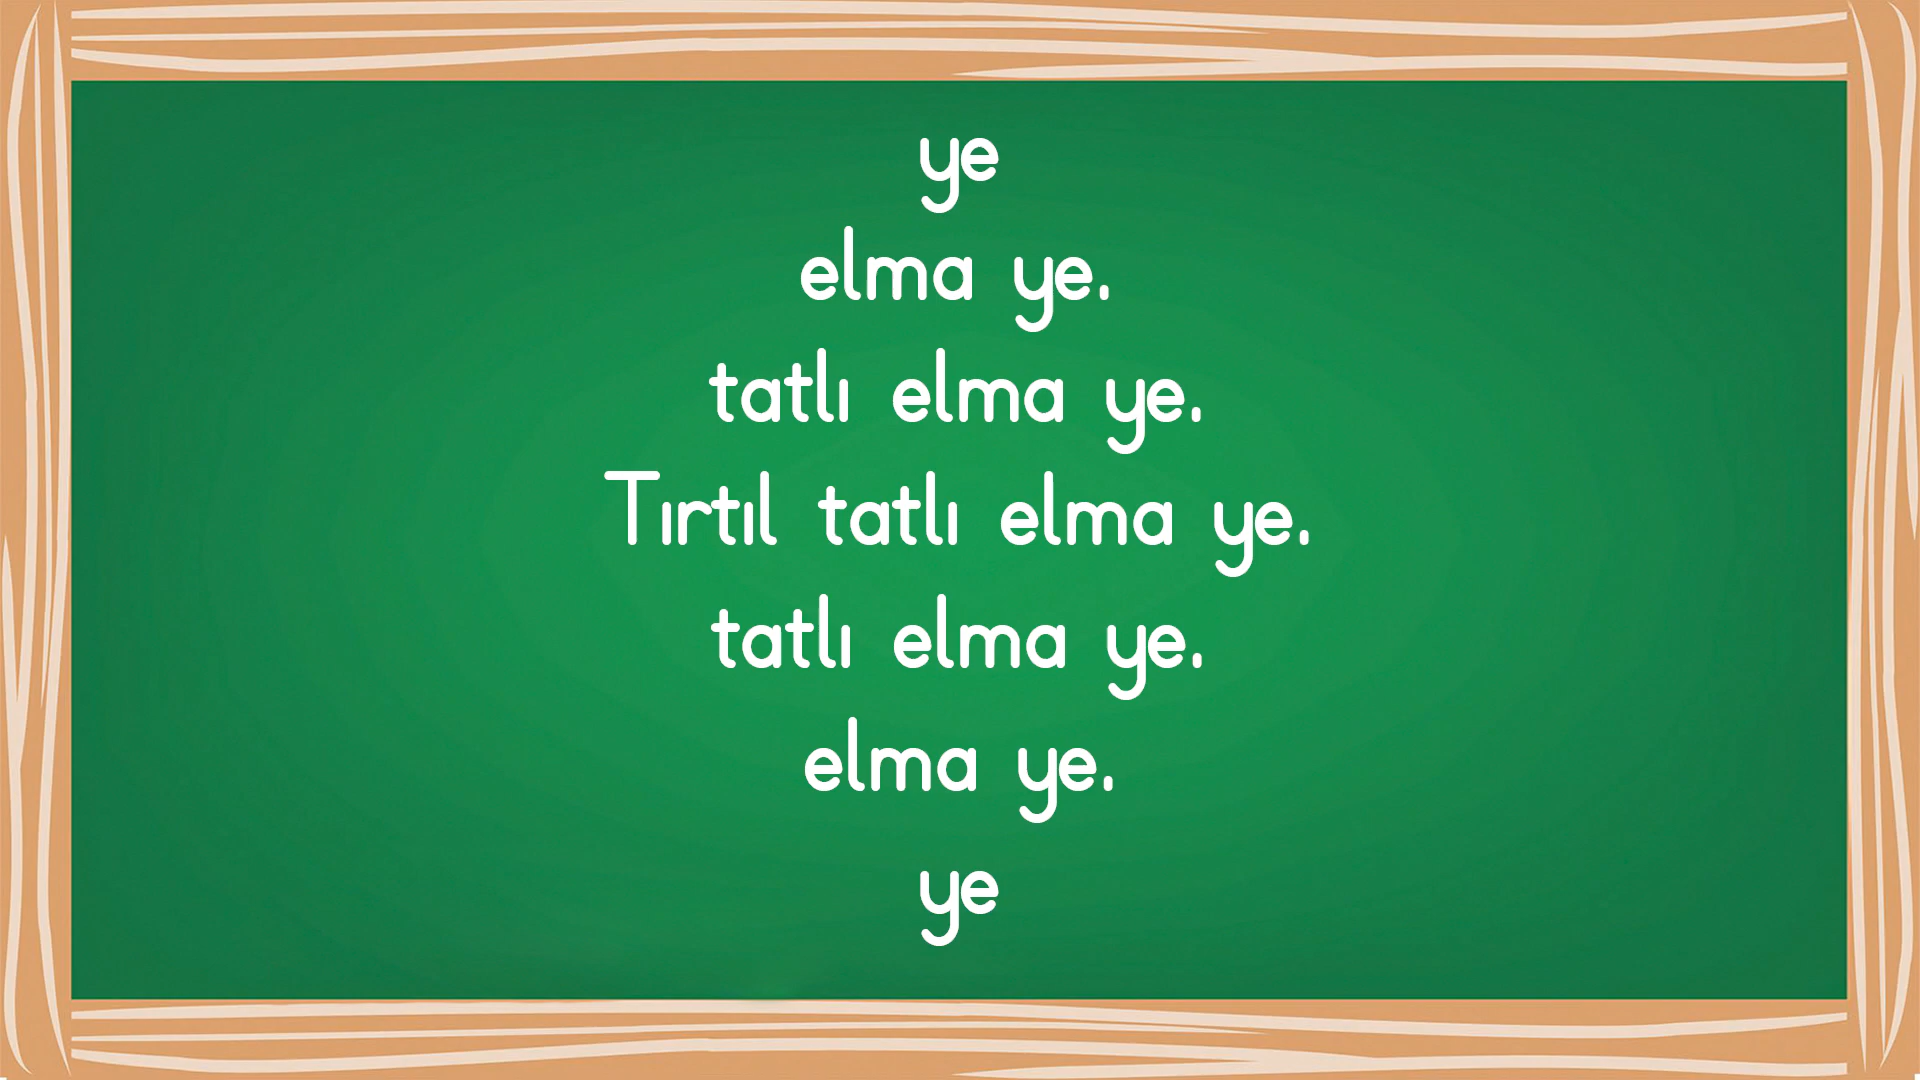 ye
elma ye.
tatlı elma ye.
Tırtıl tatlı elma ye.
tatlı elma ye.
elma ye.
ye